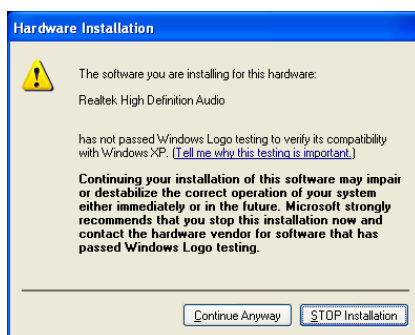 Hardware Installation
The software you are installing for this hardware:
Realtek High Definition Audio
has not passed Windows Logo testing to verify its compatibility
with Windows XP. (Tell me why this testing is important.)
Continuing your installation of this software may impair
or destabilize the correct operation of your system
either immediately or in the future. Microsoft strongly
recommends that you stop this installation now and
contact the hardware vendor for software that has
passed Windows Logo testing.
Continue Anyway STOP Installation